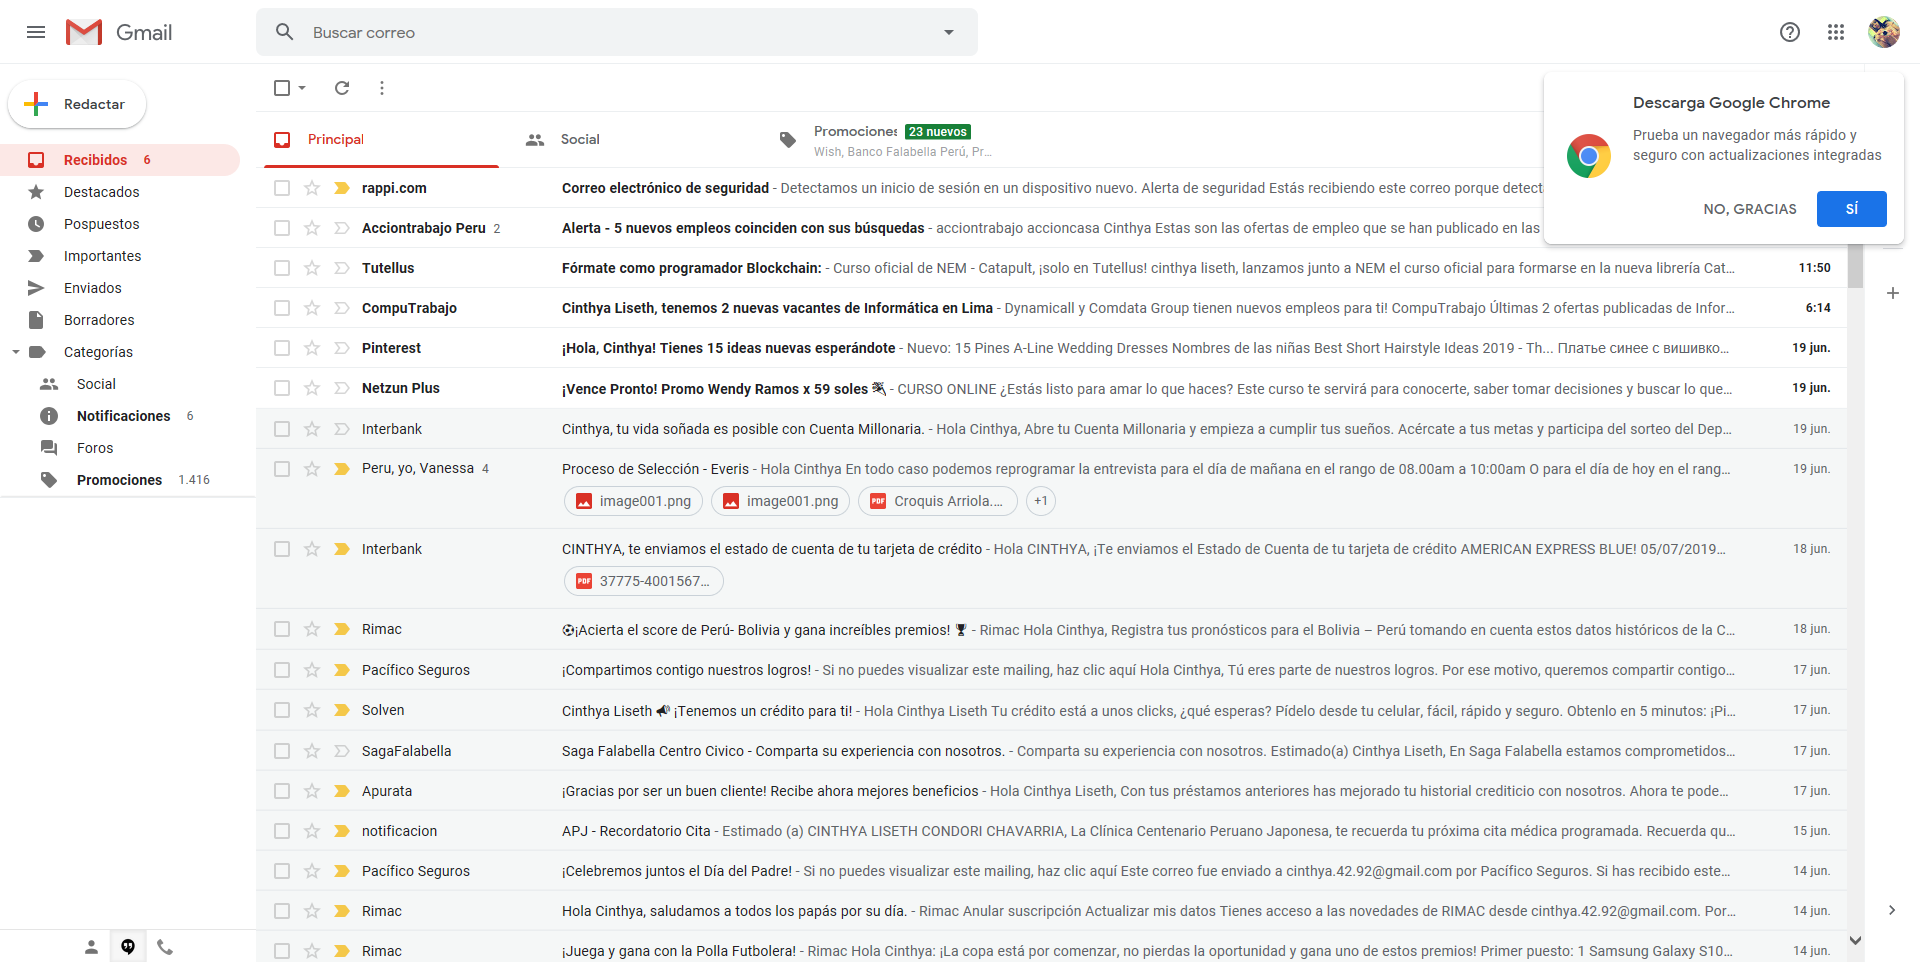 Gmail
Buscar correo
Redactar
Recibidos 6
Destacados
Pospuestos
Importantes
Enviados
Borradores
Categorías
Social
Notificaciones 6
Foros
Promociones 1.416
Principal
Social
Promociones 23 nuevos
Wish, Banco Falabella Perú, Pr…
Descarga Google Chrome
Prueba un navegador más rápido y
seguro con actualizaciones integradas
NO, GRACIAS SÍ
rappi.com Correo electrónico de seguridad - Detectamos un inicio de sesión en un dispositivo nuevo. Alerta de seguridad Estás recibiendo este correo porque detect
Acciontrabajo Peru 2 Alerta - 5 nuevos empleos coinciden con sus búsquedas - acciontrabajo accioncasa Cinthya Estas son las ofertas de empleo que se han publicado en las
Tutellus Fórmate como programador Blockchain: - Curso oficial de NEM - Catapult, ¡solo en Tutellus! cinthya liseth, lanzamos junto a NEM el curso oficial para formarse en la nueva librería Cat… 11:50
CompuTrabajo Cinthya Liseth, tenemos 2 nuevas vacantes de Informática en Lima - Dynamicall y Comdata Group tienen nuevos empleos para ti! CompuTrabajo Últimas 2 ofertas publicadas de Infor… 6:14
Pinterest ¡Hola, Cinthya! Tienes 15 ideas nuevas esperándote - Nuevo: 15 Pines A-Line Wedding Dresses Nombres de las niñas Best Short Hairstyle Ideas 2019 - Th... Платье синее с вишивко… 19 jun.
Netzun Plus ¡Vence Pronto! Promo Wendy Ramos x 59 soles - CURSO ONLINE ¿Estás listo para amar lo que haces? Este curso te servirá para conocerte, saber tomar decisiones y buscar lo que… 19 jun.
Interbank Cinthya, tu vida soñada es posible con Cuenta Millonaria. - Hola Cinthya, Abre tu Cuenta Millonaria y empieza a cumplir tus sueños. Acércate a tus metas y participa del sorteo del Dep… 19 jun.
Peru, yo, Vanessa 4 Proceso de Selección - Everis - Hola Cinthya En todo caso podemos reprogramar la entrevista para el día de mañana en el rango de 08.00am a 10:00am O para el día de hoy en el rang… 19 jun.
image001.png image001.png PDF Croquis Arriola.... +1
Interbank CINTHYA, te enviamos el estado de cuenta de tu tarjeta de crédito - Hola CINTHYA, ¡Te enviamos el Estado de Cuenta de tu tarjeta de crédito AMERICAN EXPRESS BLUE! 05/07/2019… 18 jun.
PDF 37775-4001567...
Rimac ⚽¡Acierta el score de Perú- Bolivia y gana increíbles premios! 🏆 - Rimac Hola Cinthya, Registra tus pronósticos para el Bolivia – Perú tomando en cuenta estos datos históricos de la C… 18 jun.
Pacífico Seguros ¡Compartimos contigo nuestros logros! - Si no puedes visualizar este mailing, haz clic aquí Hola Cinthya, Tú eres parte de nuestros logros. Por ese motivo, queremos compartir contigo… 17 jun.
Solven Cinthya Liseth 📣 ¡Tenemos un crédito para ti! - Hola Cinthya Liseth Tu crédito está a unos clicks, ¿qué esperas? Pídelo desde tu celular, fácil, rápido y seguro. Obtenlo en 5 minutos: ¡Pi… 17 jun.
SagaFalabella Saga Falabella Centro Civico - Comparta su experiencia con nosotros. - Comparta su experiencia con nosotros. Estimado(a) Cinthya Liseth, En Saga Falabella estamos comprometidos… 17 jun.
Apurata ¡Gracias por ser un buen cliente! Recibe ahora mejores beneficios - Hola Cinthya Liseth, Con tus préstamos anteriores has mejorado tu historial crediticio con nosotros. Ahora te pode… 17 jun.
notificacion APJ - Recordatorio Cita - Estimado (a) CINTHYA LISETH CONDORI CHAVARRIA, La Clínica Centenario Peruano Japonesa, te recuerda tu próxima cita médica programada. Recuerda qu… 15 jun.
Pacífico Seguros ¡Celebremos juntos el Día del Padre! - Si no puedes visualizar este mailing, haz clic aquí Este correo fue enviado a cinthya.42.92@gmail.com por Pacífico Seguros. Si has recibido este… 14 jun.
Rimac Hola Cinthya, saludamos a todos los papás por su día. - Rimac Anular suscripción Actualizar mis datos Tienes acceso a las novedades de RIMAC desde cinthya.42.92@gmail.com. Por… 14 jun.
Rimac ¡Juega y gana con la Polla Futbolera! - Rimac Hola Cinthya: ¡La copa está por comenzar, no pierdas la oportunidad y gana uno de estos premios! Primer puesto: 1 Samsung Galaxy S10… 14 jun.